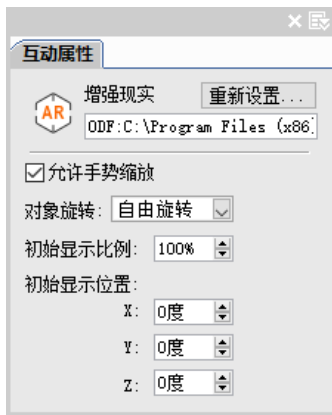 互动属性
增强现实 重新设置...
AR
ODF:C:\Program Files (x86)
允许手势缩放
对象旋转: 自由旋转
初始显示比例: 100%
初始显示位置:
X: 0度
Y: 0度
Z: 0度